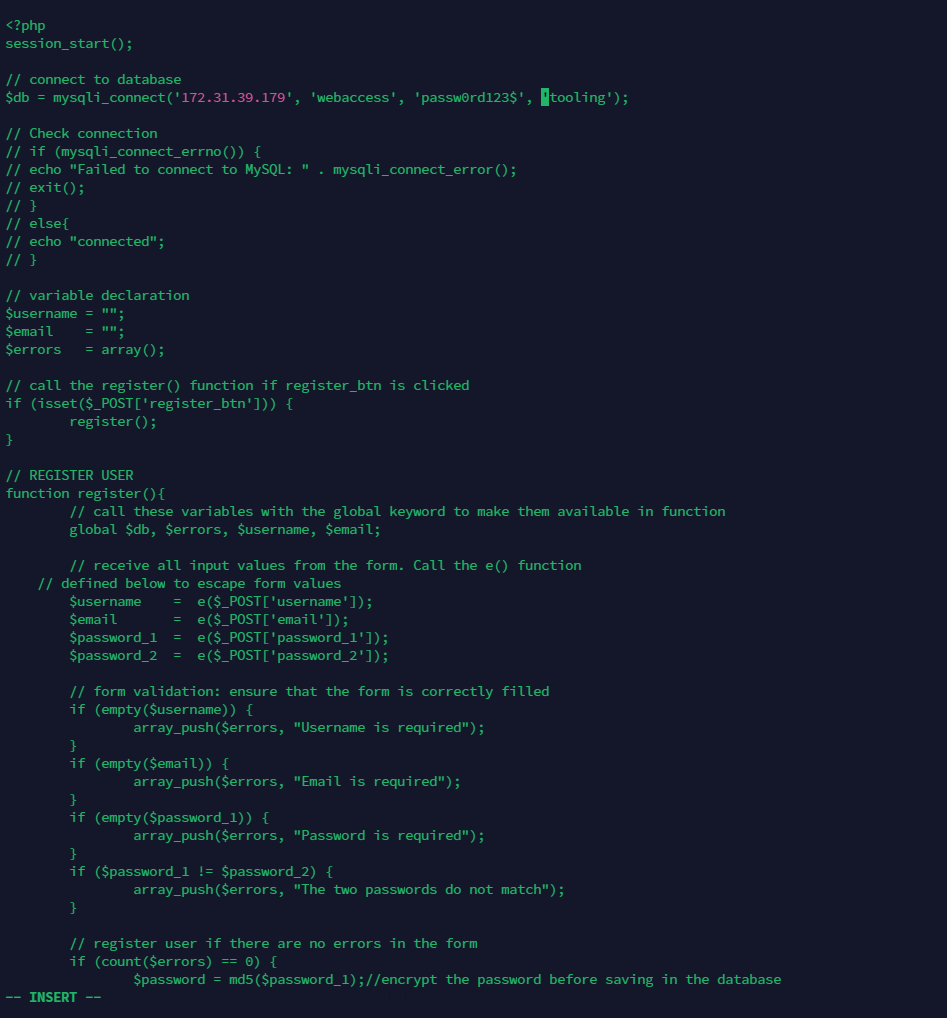 <?php
session_start();

// connect to database
$db = mysqli_connect('172.31.39.179', 'webaccess', 'passw0rd123$', 'tooling');

// Check connection
// if (mysqli_connect_errno()) {
// echo "Failed to connect to MySQL: " . mysqli_connect_error();
// exit();
// }
// else{
// echo "connected";
// }

// variable declaration
$username = "";
$email    = "";
$errors   = array();

// call the register() function if register_btn is clicked
if (isset($_POST['register_btn'])) {
        register();
}

// REGISTER USER
function register(){
        // call these variables with the global keyword to make them available in function
        global $db, $errors, $username, $email;

        // receive all input values from the form. Call the e() function
    // defined below to escape form values
        $username    =  e($_POST['username']);
        $email       =  e($_POST['email']);
        $password_1  =  e($_POST['password_1']);
        $password_2  =  e($_POST['password_2']);

        // form validation: ensure that the form is correctly filled
        if (empty($username)) {
                array_push($errors, "Username is required");
        }
        if (empty($email)) {
                array_push($errors, "Email is required");
        }
        if (empty($password_1)) {
                array_push($errors, "Password is required");
        }
        if ($password_1 != $password_2) {
                array_push($errors, "The two passwords do not match");
        }

        // register user if there are no errors in the form
        if (count($errors) == 0) {
                $password = md5($password_1);//encrypt the password before saving in the database
-- INSERT --